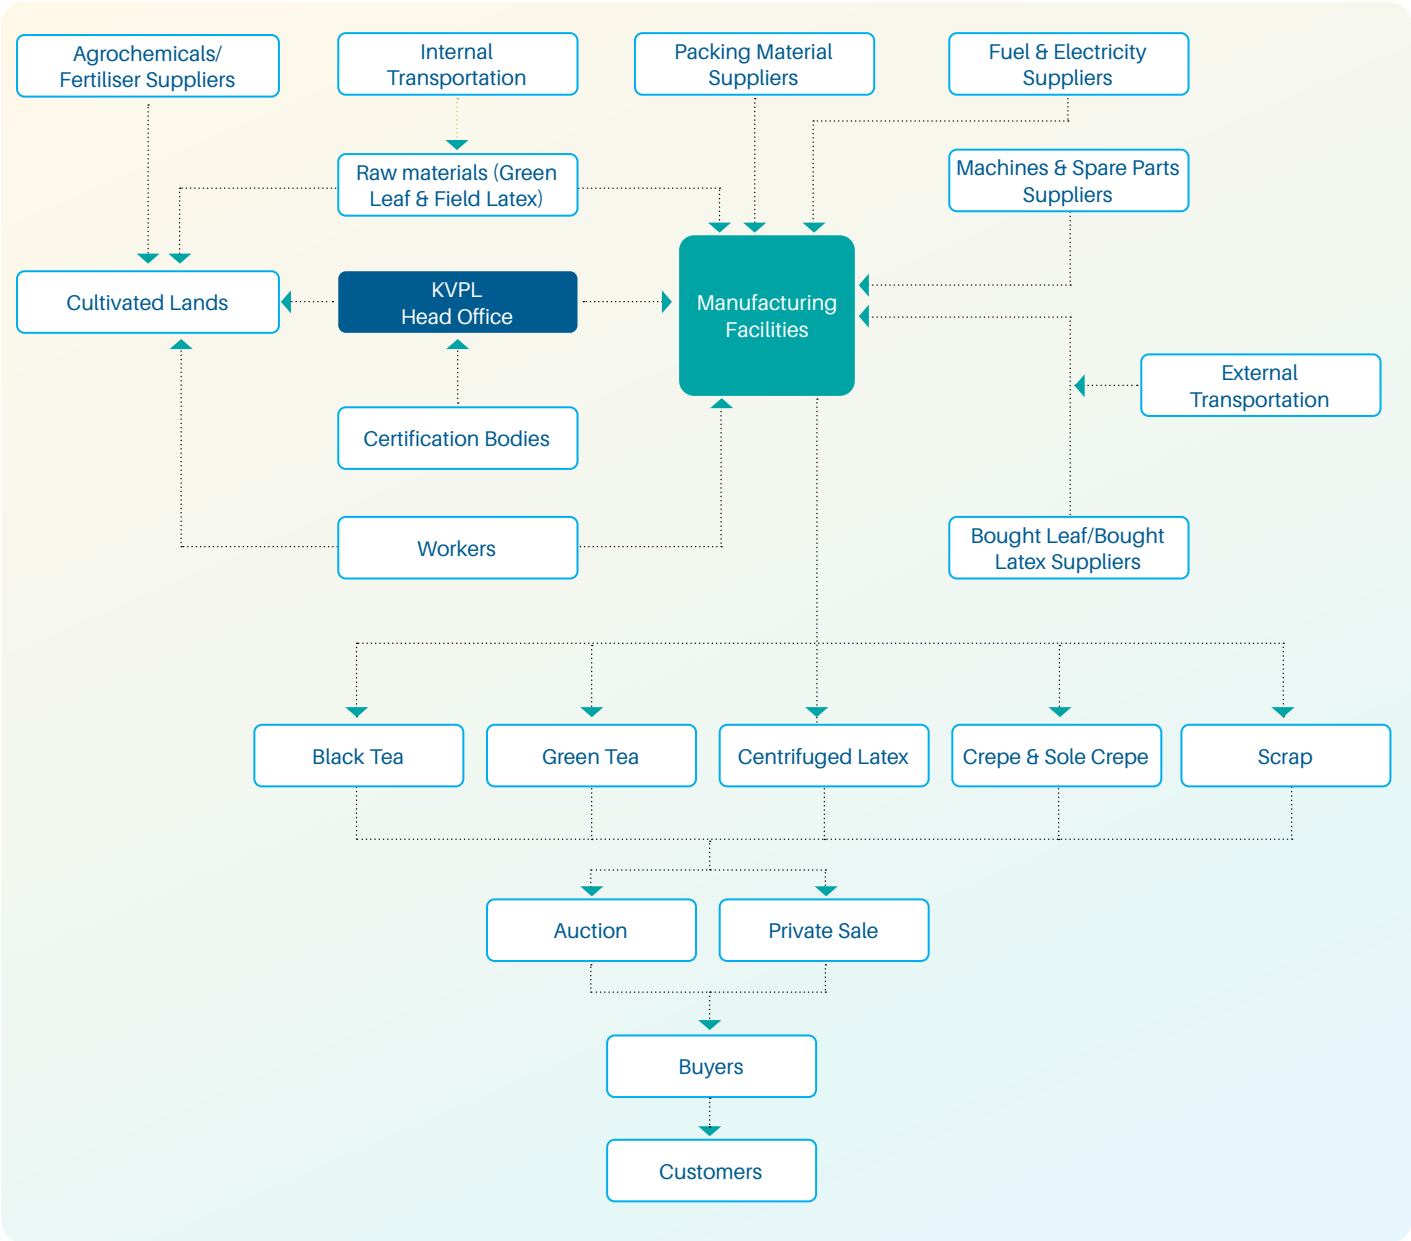 Agrochemicals/
Fertiliser Suppliers
Internal
Transportation
Packing Material
Suppliers
Fuel & Electricity
Suppliers
Raw materials (Green
Leaf & Field Latex)
Machines & Spare Parts
Suppliers
Cultivated Lands
KVPL
Head Office
Manufacturing
Facilities
External
Transportation
Certification Bodies
Workers
Bought Leaf/Bought
Latex Suppliers
Black Tea
Green Tea
Centrifuged Latex
Crepe & Sole Crepe
Scrap
Auction
Private Sale
Buyers
Customers